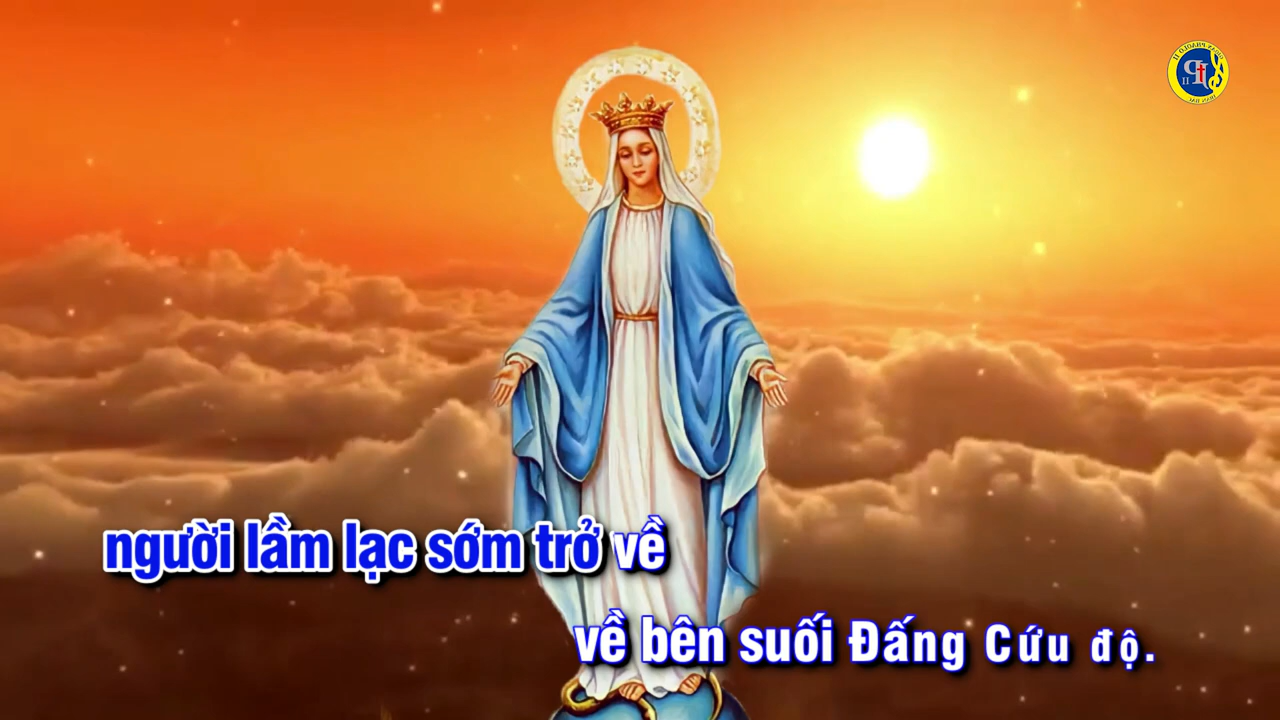 người lầm lạc sớm trở về
về bên suối Đấng Cứu độ.